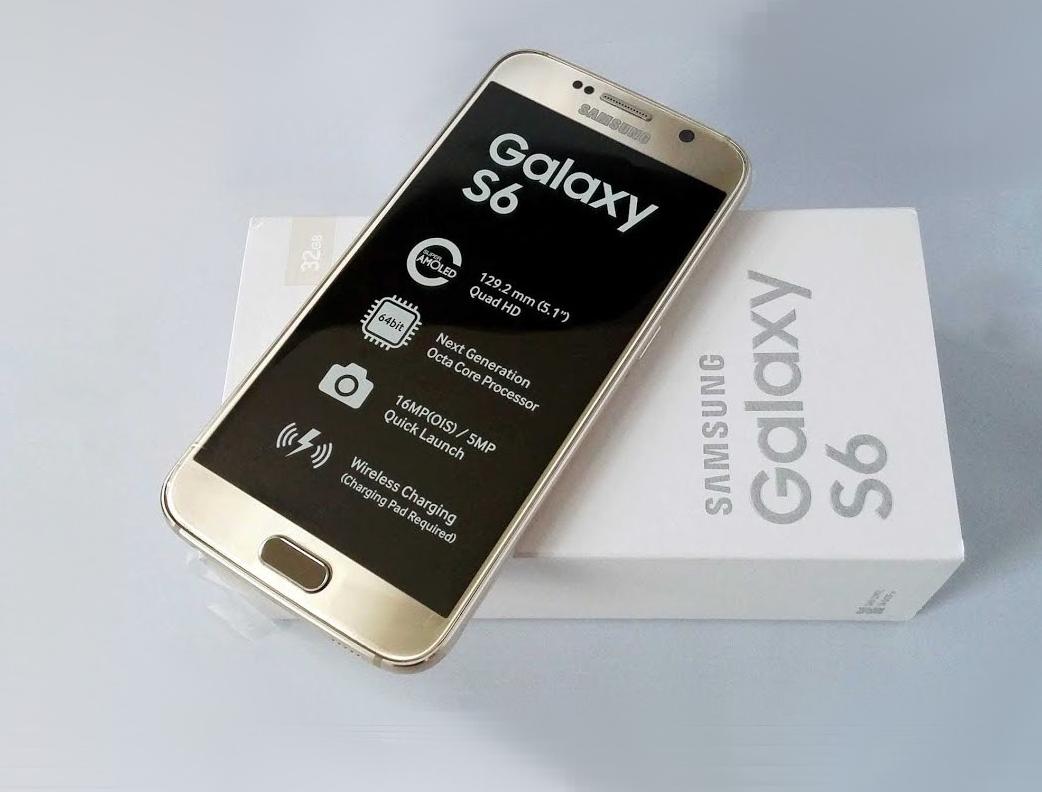 SAMSUNG
Galaxy
S6
SUPER
AMOLED
129.2 mm (5.1")
Quad HD
64bit
Next Generation
Octa Core Processor
16MP(OIS) / 5MP
Quick Launch
Wireless Charging
(Charging Pad Required)
32GB
SAMSUNG
Galaxy
S6